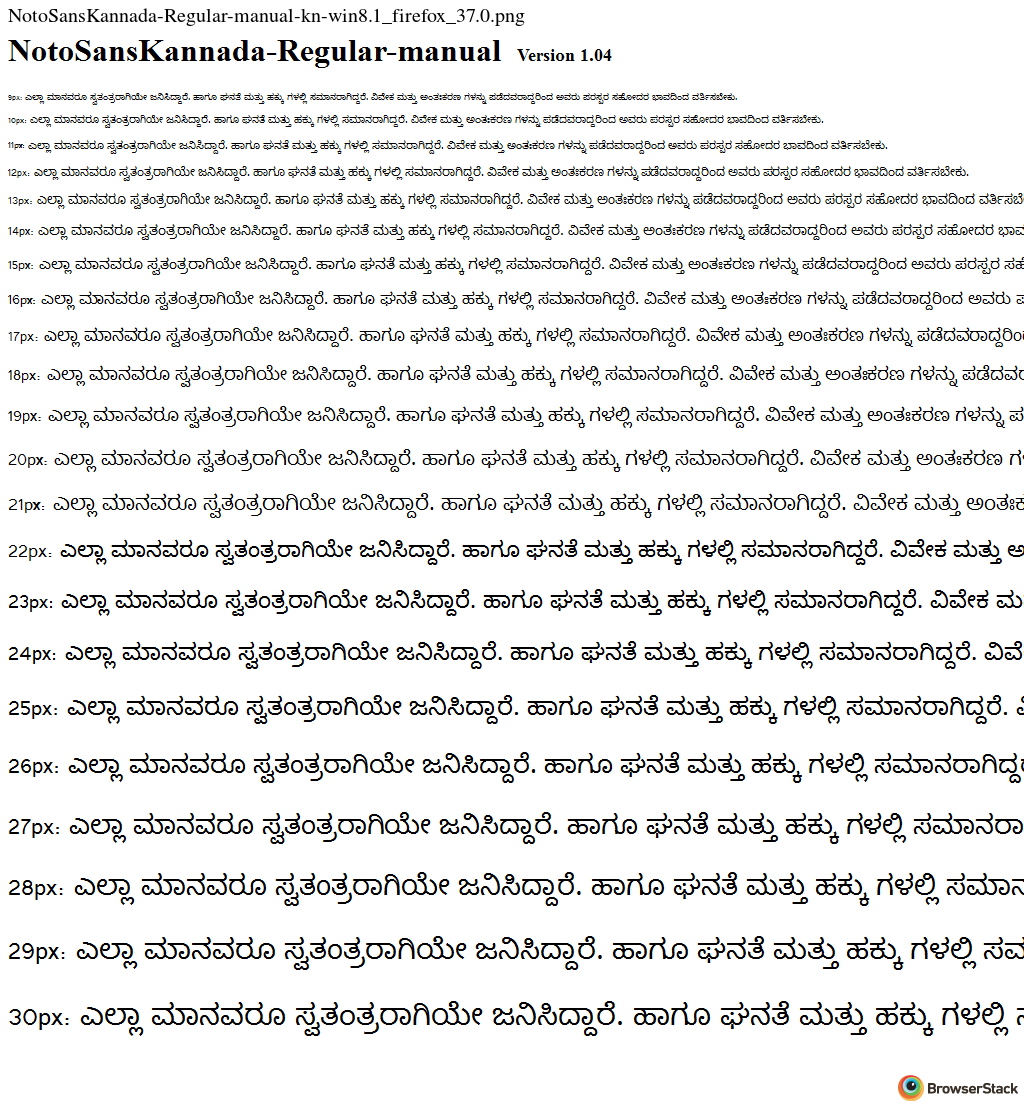 NotoSansKannada-Regular-manual-kn-win8.1_firefox_37.0.png
NotoSansKannada-Regular-manual Version 1.04
9px: ಎಲ್ಲಾ ಮಾನವರೂ ಸ್ವತಂತ್ರರಾಗಿಯೇ ಜನಿಸಿದ್ದಾರೆ. ಹಾಗೂ ಘನತೆ ಮತ್ತು ಹಕ್ಕು ಗಳಲ್ಲಿ ಸಮಾನರಾಗಿದ್ದರೆ. ವಿವೇಕ ಮತ್ತು ಅಂತಃಕರಣ ಗಳನ್ನು ಪಡೆದವರಾದ್ದರಿಂದ ಅವರು ಪರಸ್ಪರ ಸಹೋದರ ಭಾವದಿಂದ ವರ್ತಿಸಬೇಕು.
10px: ಎಲ್ಲಾ ಮಾನವರೂ ಸ್ವತಂತ್ರರಾಗಿಯೇ ಜನಿಸಿದ್ದಾರೆ. ಹಾಗೂ ಘನತೆ ಮತ್ತು ಹಕ್ಕು ಗಳಲ್ಲಿ ಸಮಾನರಾಗಿದ್ದರೆ. ವಿವೇಕ ಮತ್ತು ಅಂತಃಕರಣ ಗಳನ್ನು ಪಡೆದವರಾದ್ದರಿಂದ ಅವರು ಪರಸ್ಪರ ಸಹೋದರ ಭಾವದಿಂದ ವರ್ತಿಸಬೇಕು.
11px: ಎಲ್ಲಾ ಮಾನವರೂ ಸ್ವತಂತ್ರರಾಗಿಯೇ ಜನಿಸಿದ್ದಾರೆ. ಹಾಗೂ ಘನತೆ ಮತ್ತು ಹಕ್ಕು ಗಳಲ್ಲಿ ಸಮಾನರಾಗಿದ್ದರೆ. ವಿವೇಕ ಮತ್ತು ಅಂತಃಕರಣ ಗಳನ್ನು ಪಡೆದವರಾದ್ದರಿಂದ ಅವರು ಪರಸ್ಪರ ಸಹೋದರ ಭಾವದಿಂದ ವರ್ತಿಸಬೇಕು.
12px: ಎಲ್ಲಾ ಮಾನವರೂ ಸ್ವತಂತ್ರರಾಗಿಯೇ ಜನಿಸಿದ್ದಾರೆ. ಹಾಗೂ ಘನತೆ ಮತ್ತು ಹಕ್ಕು ಗಳಲ್ಲಿ ಸಮಾನರಾಗಿದ್ದರೆ. ವಿವೇಕ ಮತ್ತು ಅಂತಃಕರಣ ಗಳನ್ನು ಪಡೆದವರಾದ್ದರಿಂದ ಅವರು ಪರಸ್ಪರ ಸಹೋದರ ಭಾವದಿಂದ ವರ್ತಿಸಬೇಕು.
13px: ಎಲ್ಲಾ ಮಾನವರೂ ಸ್ವತಂತ್ರರಾಗಿಯೇ ಜನಿಸಿದ್ದಾರೆ. ಹಾಗೂ ಘನತೆ ಮತ್ತು ಹಕ್ಕು ಗಳಲ್ಲಿ ಸಮಾನರಾಗಿದ್ದರೆ. ವಿವೇಕ ಮತ್ತು ಅಂತಃಕರಣ ಗಳನ್ನು ಪಡೆದವರಾದ್ದರಿಂದ ಅವರು ಪರಸ್ಪರ ಸಹೋದರ ಭಾವದಿಂದ ವರ್ತಿಸಬೇ
14px: ಎಲ್ಲಾ ಮಾನವರೂ ಸ್ವತಂತ್ರರಾಗಿಯೇ ಜನಿಸಿದ್ದಾರೆ. ಹಾಗೂ ಘನತೆ ಮತ್ತು ಹಕ್ಕು ಗಳಲ್ಲಿ ಸಮಾನರಾಗಿದ್ದರೆ. ವಿವೇಕ ಮತ್ತು ಅಂತಃಕರಣ ಗಳನ್ನು ಪಡೆದವರಾದ್ದರಿಂದ ಅವರು ಪರಸ್ಪರ ಸಹೋದರ ಭಾವ
15px: ಎಲ್ಲಾ ಮಾನವರೂ ಸ್ವತಂತ್ರರಾಗಿಯೇ ಜನಿಸಿದ್ದಾರೆ. ಹಾಗೂ ಘನತೆ ಮತ್ತು ಹಕ್ಕು ಗಳಲ್ಲಿ ಸಮಾನರಾಗಿದ್ದರೆ. ವಿವೇಕ ಮತ್ತು ಅಂತಃಕರಣ ಗಳನ್ನು ಪಡೆದವರಾದ್ದರಿಂದ ಅವರು ಪರಸ್ಪರ ಸಹೋ
16px: ಎಲ್ಲಾ ಮಾನವರೂ ಸ್ವತಂತ್ರರಾಗಿಯೇ ಜನಿಸಿದ್ದಾರೆ. ಹಾಗೂ ಘನತೆ ಮತ್ತು ಹಕ್ಕು ಗಳಲ್ಲಿ ಸಮಾನರಾಗಿದ್ದರೆ. ವಿವೇಕ ಮತ್ತು ಅಂತಃಕರಣ ಗಳನ್ನು ಪಡೆದವರಾದ್ದರಿಂದ ಅವರು
17px: ಎಲ್ಲಾ ಮಾನವರೂ ಸ್ವತಂತ್ರರಾಗಿಯೇ ಜನಿಸಿದ್ದಾರೆ. ಹಾಗೂ ಘನತೆ ಮತ್ತು ಹಕ್ಕು ಗಳಲ್ಲಿ ಸಮಾನರಾಗಿದ್ದರೆ. ವಿವೇಕ ಮತ್ತು ಅಂತಃಕರಣ ಗಳನ್ನು ಪಡೆದವರಾದ್ದರಿಂ
18px: ಎಲ್ಲಾ ಮಾನವರೂ ಸ್ವತಂತ್ರರಾಗಿಯೇ ಜನಿಸಿದ್ದಾರೆ. ಹಾಗೂ ಘನತೆ ಮತ್ತು ಹಕ್ಕು ಗಳಲ್ಲಿ ಸಮಾನರಾಗಿದ್ದರೆ. ವಿವೇಕ ಮತ್ತು ಅಂತಃಕರಣ ಗಳನ್ನು ಪಡೆದವರ
19px: ಎಲ್ಲಾ ಮಾನವರೂ ಸ್ವತಂತ್ರರಾಗಿಯೇ ಜನಿಸಿದ್ದಾರೆ. ಹಾಗೂ ಘನತೆ ಮತ್ತು ಹಕ್ಕು ಗಳಲ್ಲಿ ಸಮಾನರಾಗಿದ್ದರೆ. ವಿವೇಕ ಮತ್ತು ಅಂತಃಕರಣ ಗಳನ್ನು ಪ
20px: ಎಲ್ಲಾ ಮಾನವರೂ ಸ್ವತಂತ್ರರಾಗಿಯೇ ಜನಿಸಿದ್ದಾರೆ. ಹಾಗೂ ಘನತೆ ಮತ್ತು ಹಕ್ಕು ಗಳಲ್ಲಿ ಸಮಾನರಾಗಿದ್ದರೆ. ವಿವೇಕ ಮತ್ತು ಅಂತಃಕರಣ ಗ
21px: ಎಲ್ಲಾ ಮಾನವರೂ ಸ್ವತಂತ್ರರಾಗಿಯೇ ಜನಿಸಿದ್ದಾರೆ. ಹಾಗೂ ಘನತೆ ಮತ್ತು ಹಕ್ಕು ಗಳಲ್ಲಿ ಸಮಾನರಾಗಿದ್ದರೆ. ವಿವೇಕ ಮತ್ತು ಅಂತಃಕ
22px: ಎಲ್ಲಾ ಮಾನವರೂ ಸ್ವತಂತ್ರರಾಗಿಯೇ ಜನಿಸಿದ್ದಾರೆ. ಹಾಗೂ ಘನತೆ ಮತ್ತು ಹಕ್ಕು ಗಳಲ್ಲಿ ಸಮಾನರಾಗಿದ್ದರೆ. ವಿವೇಕ ಮತ್ತು ಅ
23px: ಎಲ್ಲಾ ಮಾನವರೂ ಸ್ವತಂತ್ರರಾಗಿಯೇ ಜನಿಸಿದ್ದಾರೆ. ಹಾಗೂ ಘನತೆ ಮತ್ತು ಹಕ್ಕು ಗಳಲ್ಲಿ ಸಮಾನರಾಗಿದ್ದರೆ. ವಿವೇಕ ಮ
24px: ಎಲ್ಲಾ ಮಾನವರೂ ಸ್ವತಂತ್ರರಾಗಿಯೇ ಜನಿಸಿದ್ದಾರೆ. ಹಾಗೂ ಘನತೆ ಮತ್ತು ಹಕ್ಕು ಗಳಲ್ಲಿ ಸಮಾನರಾಗಿದ್ದರೆ. ವಿವೆ
25px: ಎಲ್ಲಾ ಮಾನವರೂ ಸ್ವತಂತ್ರರಾಗಿಯೇ ಜನಿಸಿದ್ದಾರೆ. ಹಾಗೂ ಘನತೆ ಮತ್ತು ಹಕ್ಕು ಗಳಲ್ಲಿ ಸಮಾನರಾಗಿದ್ದರೆ.
26px: ಎಲ್ಲಾ ಮಾನವರೂ ಸ್ವತಂತ್ರರಾಗಿಯೇ ಜನಿಸಿದ್ದಾರೆ. ಹಾಗೂ ಘನತೆ ಮತ್ತು ಹಕ್ಕು ಗಳಲ್ಲಿ ಸಮಾನರಾಗಿದ್ದ
27px: ಎಲ್ಲಾ ಮಾನವರೂ ಸ್ವತಂತ್ರರಾಗಿಯೇ ಜನಿಸಿದ್ದಾರೆ. ಹಾಗೂ ಘನತೆ ಮತ್ತು ಹಕ್ಕು ಗಳಲ್ಲಿ ಸಮಾನರಾ
28px: ಎಲ್ಲಾ ಮಾನವರೂ ಸ್ವತಂತ್ರರಾಗಿಯೇ ಜನಿಸಿದ್ದಾರೆ. ಹಾಗೂ ಘನತೆ ಮತ್ತು ಹಕ್ಕು ಗಳಲ್ಲಿ ಸಮಾನ
29px: ಎಲ್ಲಾ ಮಾನವರೂ ಸ್ವತಂತ್ರರಾಗಿಯೇ ಜನಿಸಿದ್ದಾರೆ. ಹಾಗೂ ಘನತೆ ಮತ್ತು ಹಕ್ಕು ಗಳಲ್ಲಿ ಸಮ
30px: ಎಲ್ಲಾ ಮಾನವರೂ ಸ್ವತಂತ್ರರಾಗಿಯೇ ಜನಿಸಿದ್ದಾರೆ. ಹಾಗೂ ಘನತೆ ಮತ್ತು ಹಕ್ಕು ಗಳಲ್ಲಿ
BrowserStack